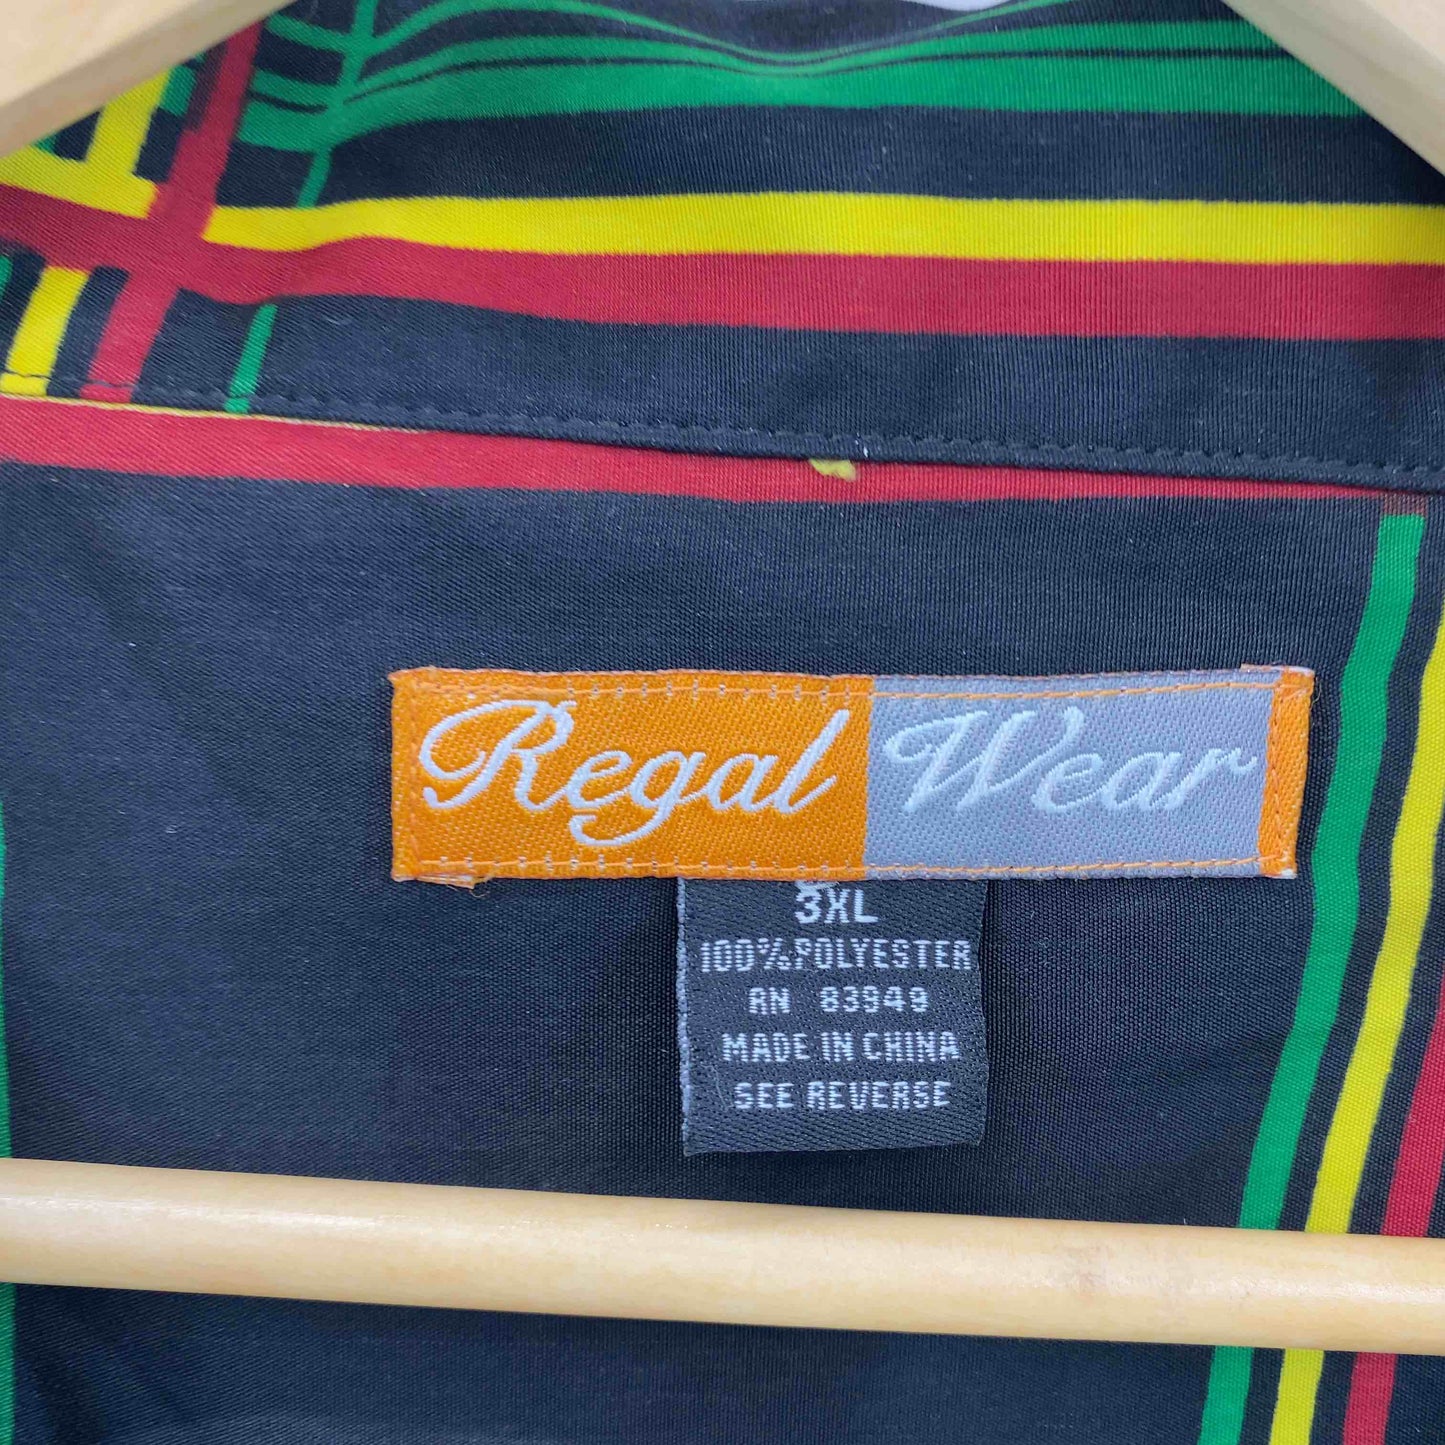 Regal Wear
3XL
100% POLYESTER
RN 83949
MADE IN CHINA
SEE REVERSE